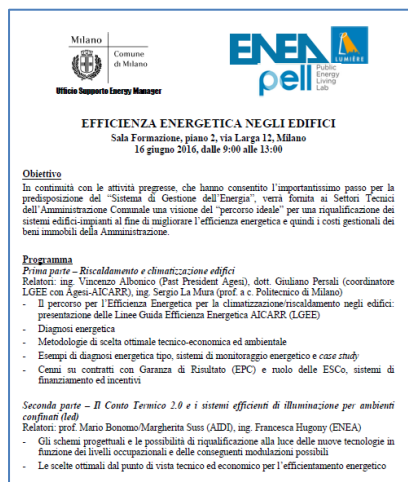 Milano
Comune
di Milano
Ufficio Supporto Energy Manager
ENEA
LUMIÈRE
pell
Public
Energy
Living
Lab
EFFICIENZA ENERGETICA NEGLI EDIFICI
Sala Formazione, piano 2, via Larga 12, Milano
16 giugno 2016, dalle 9:00 alle 13:00
Obiettivo
In continuità con le attività pregresse, che hanno consentito l'importantissimo passo per la
predisposizione del "Sistema di Gestione dell'Energia", verrà fornita ai Settori Tecnici
dell'Amministrazione Comunale una visione del "percorso ideale" per una riqualificazione dei
sistemi edifici-impianti al fine di migliorare l'efficienza energetica e quindi i costi gestionali dei
beni immobili della Amministrazione.
Programma
Prima parte – Riscaldamento e climatizzazione edifici
Relatori: ing. Vincenzo Albonico (Past President Agesi), dott. Giuliano Persali (coordinatore
LGEE con Agesi-AICARR), ing. Sergio La Mura (prof. a c. Politecnico di Milano)
- Il percorso per l'Efficienza Energetica per la climatizzazione/riscaldamento negli edifici:
presentazione delle Linee Guida Efficienza Energetica AICARR (LGEE)
- Diagnosi energetica
- Metodologie di scelta ottimale tecnico-economica ed ambientale
- Esempi di diagnosi energetica tipo, sistemi di monitoraggio energetico e case study
- Cenni su contratti con Garanza di Risultato (EPC) e ruolo delle ESCo, sistemi di
finanziamento ed incentivi
Seconda parte – Il Conto Termico 2.0 e i sistemi efficienti di illuminazione per ambienti
confinati (led)
Relatori: prof. Mario Bonomo/Margherita Suss (AIDI), ing. Francesca Hugony (ENEA)
- Gli schemi progettuali e le possibilità di riqualificazione alla luce delle nuove tecnologie in
funzione dei livelli occupazionali e delle conseguenti modulazioni possibili
- Le scelte ottimali dal punto di vista tecnico ed economico per l'efficientamento energetico